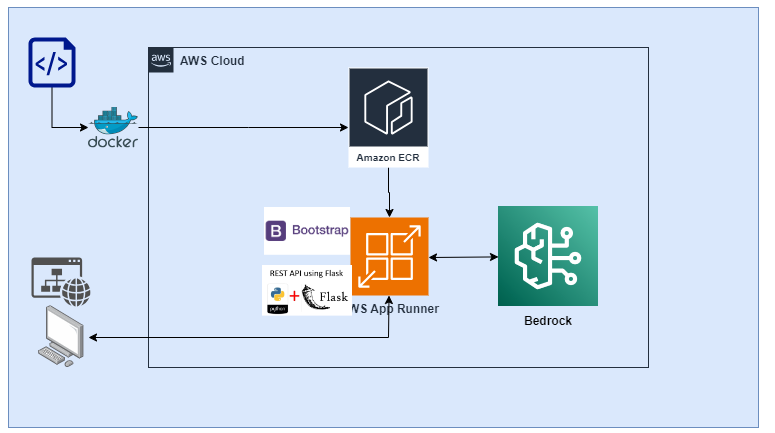 </>
aws
AWS Cloud
docker
Amazon ECR
B Bootstrap
REST API using Flask
python
+
Flask
WS App Runner
Bedrock